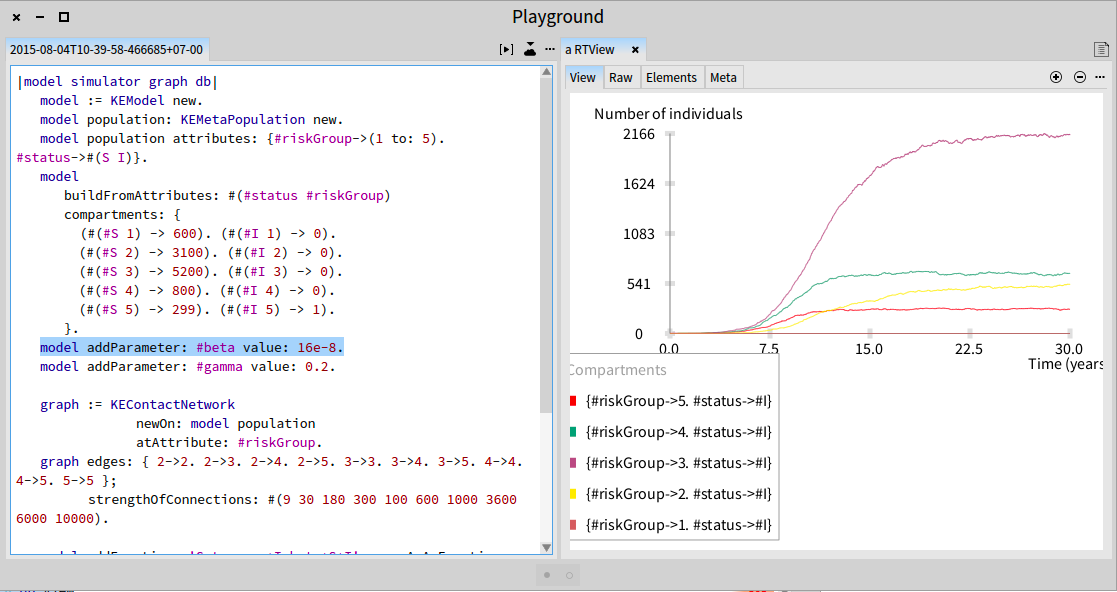 Playground
2015-08-04T10-39-58-466685+07-00
a RTView
|model simulator graph db|
model := KEModel new.
model population: KEMetaPopulation new.
model population attributes: {#riskGroup->(1 to: 5).
#status->#(S I)}.
model
buildFromAttributes: #(#status #riskGroup)
compartments: {
(#(#S 1) -> 600). (#(#I 1) -> 0).
(#(#S 2) -> 3100). (#(#I 2) -> 0).
(#(#S 3) -> 5200). (#(#I 3) -> 0).
(#(#S 4) -> 800). (#(#I 4) -> 0).
(#(#S 5) -> 299). (#(#I 5) -> 1).
}.
model addParameter: #beta value: 16e-8.
model addParameter: #gamma value: 0.2.
graph := KEContactNetwork
newOn: model population
atAttribute: #riskGroup.
graph edges: { 2->2. 2->3. 2->4. 2->5. 3->3. 3->4. 3->5. 4->4.
4->5. 5->5 };
strengthOfConnections: #(9 30 180 300 100 600 1000 3600
6000 10000).
View Raw Elements Meta
Number of individuals
2166
1624
1083
541
0
0.0 7.5 15.0 22.5 30.0
Time (years
Compartments
{#riskGroup->5. #status->#I}
{#riskGroup->4. #status->#I}
{#riskGroup->3. #status->#I}
{#riskGroup->2. #status->#I}
{#riskGroup->1. #status->#I}